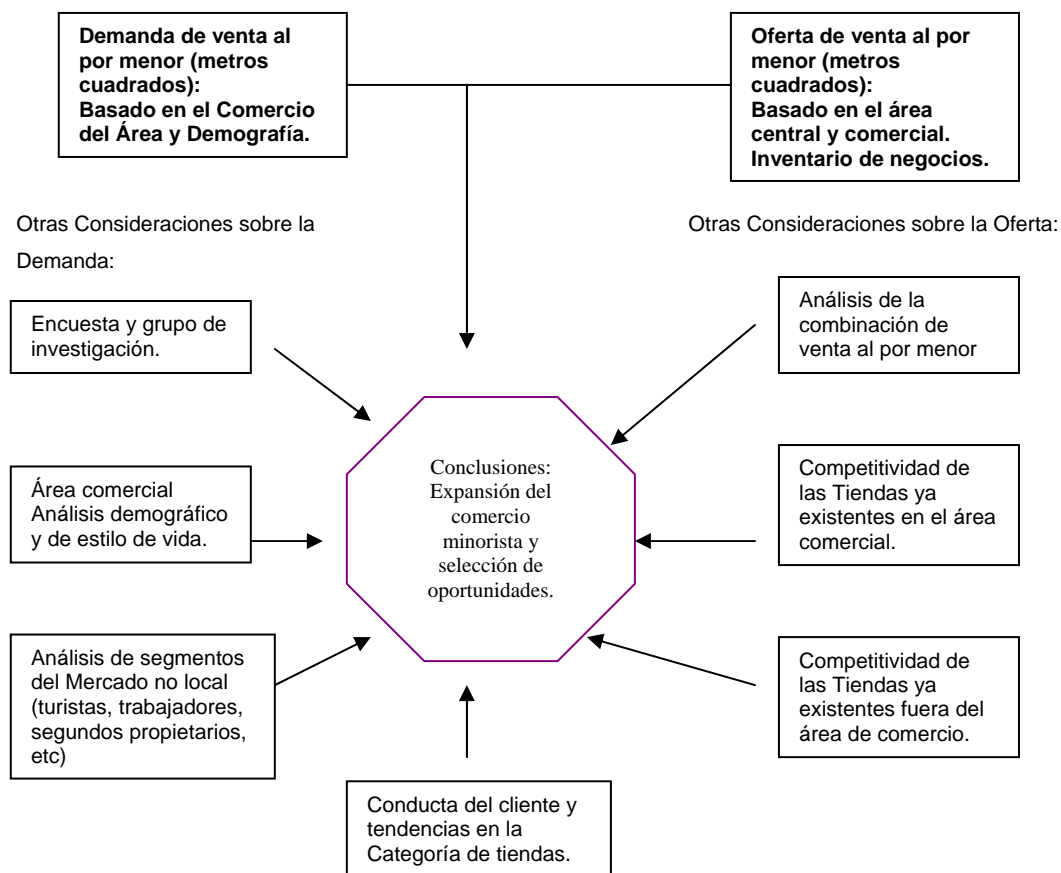 Demanda de venta al
por menor (metros
cuadrados):
Basado en el Comercio
del Área y Demografía.
Oferta de venta al por
menor (metros
cuadrados):
Basado en el área
central y comercial.
Inventario de negocios.
Otras Consideraciones sobre la
Demanda:
Otras Consideraciones sobre la Oferta:
Encuesta y grupo de
investigación.
Análisis de la
combinación de
venta al por menor
Conclusiones:
Expansión del
comercio
minorista y
selección de
oportunidades.
Área comercial
Análisis demográfico
y de estilo de vida.
Competitividad de
las Tiendas ya
existentes en el área
comercial.
Análisis de segmentos
del Mercado no local
(turistas, trabajadores,
segundos propietarios,
etc)
Competitividad de
las Tiendas ya
existentes fuera del
área de comercio.
Conducta del cliente y
tendencias en la
Categoría de tiendas.